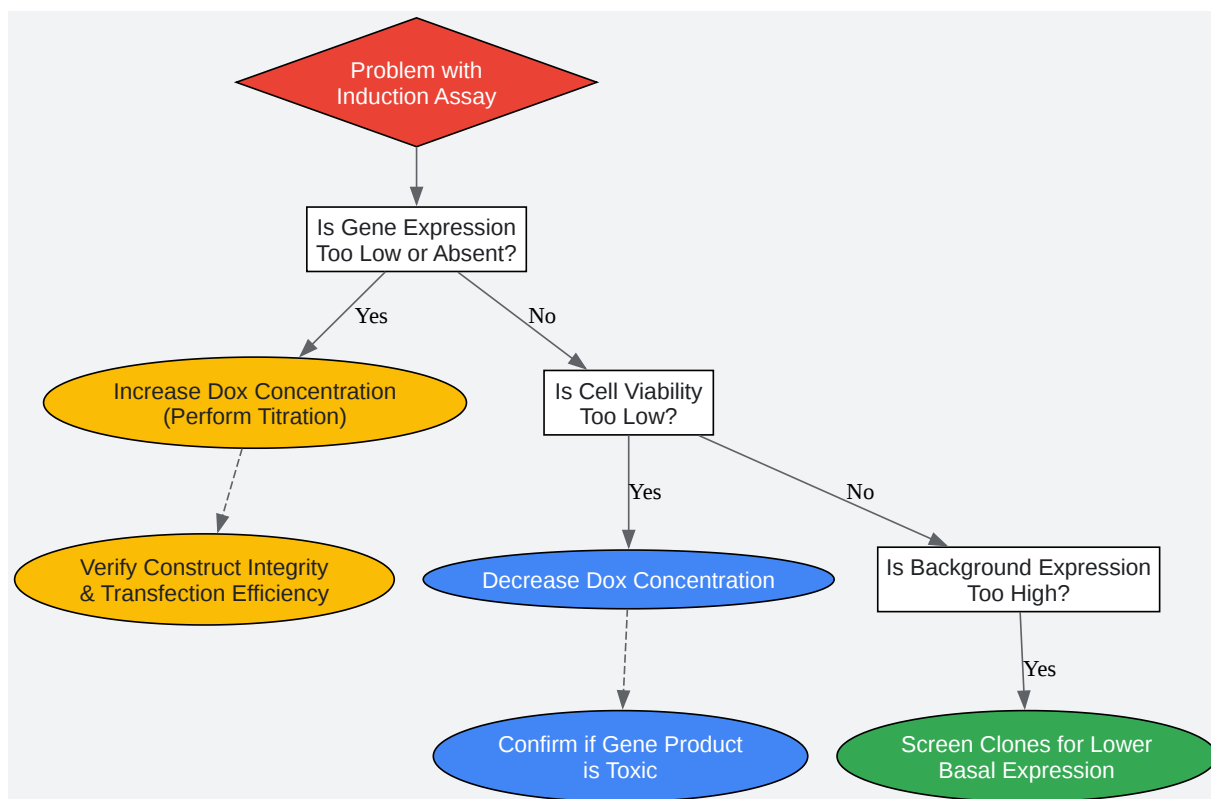 Problem with
Induction Assay
Is Gene Expression
Too Low or Absent?
Yes
No
Increase Dox Concentration
(Perform Titration)
Is Cell Viability
Too Low?
Yes
No
Verify Construct Integrity
& Transfection Efficiency
Decrease Dox Concentration
Is Background Expression
Too High?
Yes
Confirm if Gene Product
is Toxic
Screen Clones for Lower
Basal Expression